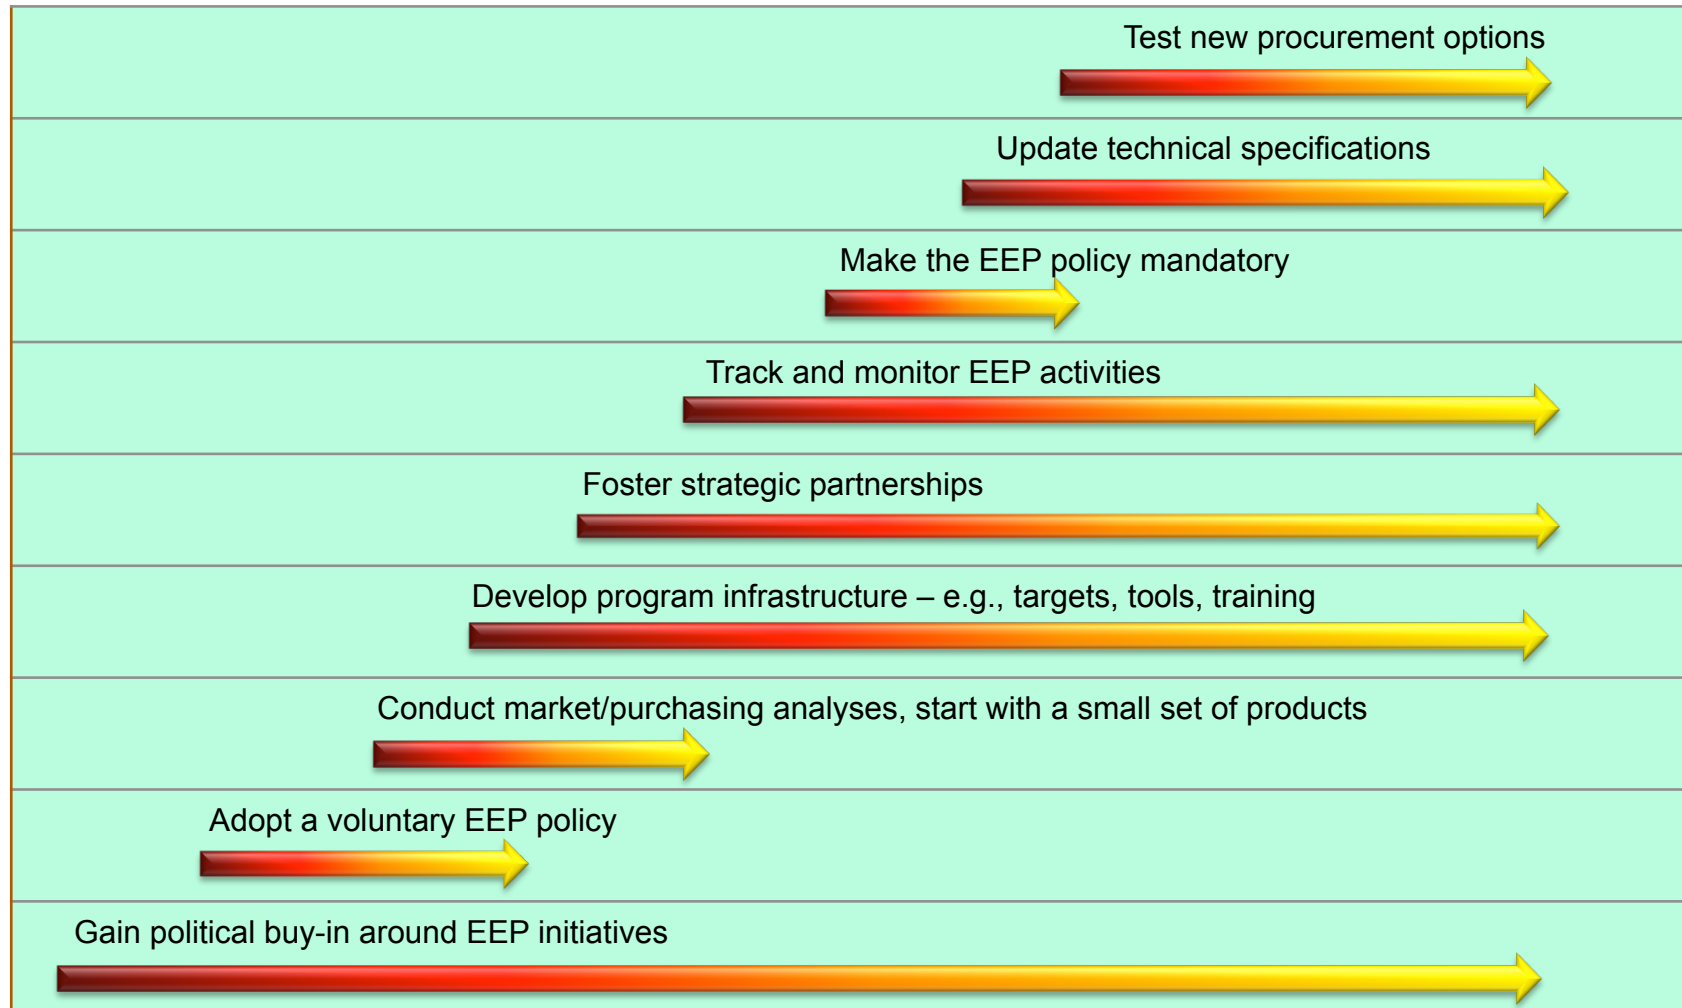 Test new procurement options
Update technical specifications
Make the EEP policy mandatory
Track and monitor EEP activities
Foster strategic partnerships
Develop program infrastructure – e.g., targets, tools, training
Conduct market/purchasing analyses, start with a small set of products
Adopt a voluntary EEP policy
Gain political buy-in around EEP initiatives